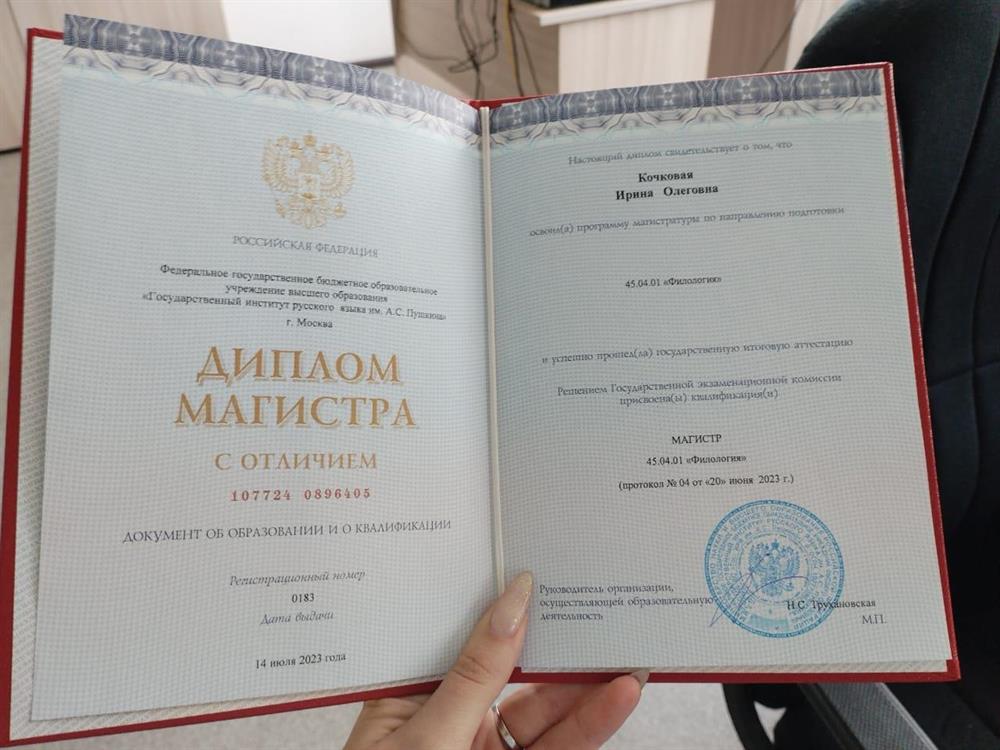 РОССИЙСКАЯ ФЕДЕРАЦИЯ
Федеральное государственное бюджетное образовательное
учреждение высшего образования
«Государственный институт русского языка им. А.С. Пушкина»
г. Москва
ДИПЛОМ
МАГИСТРА
С ОТЛИЧИЕМ
107724 0896405
ДОКУМЕНТ ОБ ОБРАЗОВАНИИ И О КВАЛИФИКАЦИИ
Регистрационный номер
0183
Дата выдачи
14 июля 2023 года
Настоящий диплом свидетельствует о том, что
Кочковая
Ирина Олеговна
освоил(а) программу магистратуры по направлению подготовки
45.04.01 «Филология»
и успешно прошел(ла) государственную итоговую аттестацию
Решением Государственной экзаменационной комиссии
присвоена(ы) квалификация(и)
МАГИСТР
45.04.01 «Филология»
(протокол № 04 от «20» июня 2023 г.)
Руководитель организации,
осуществляющей образовательную
деятельность
Н.С. Трухановская
М.П.